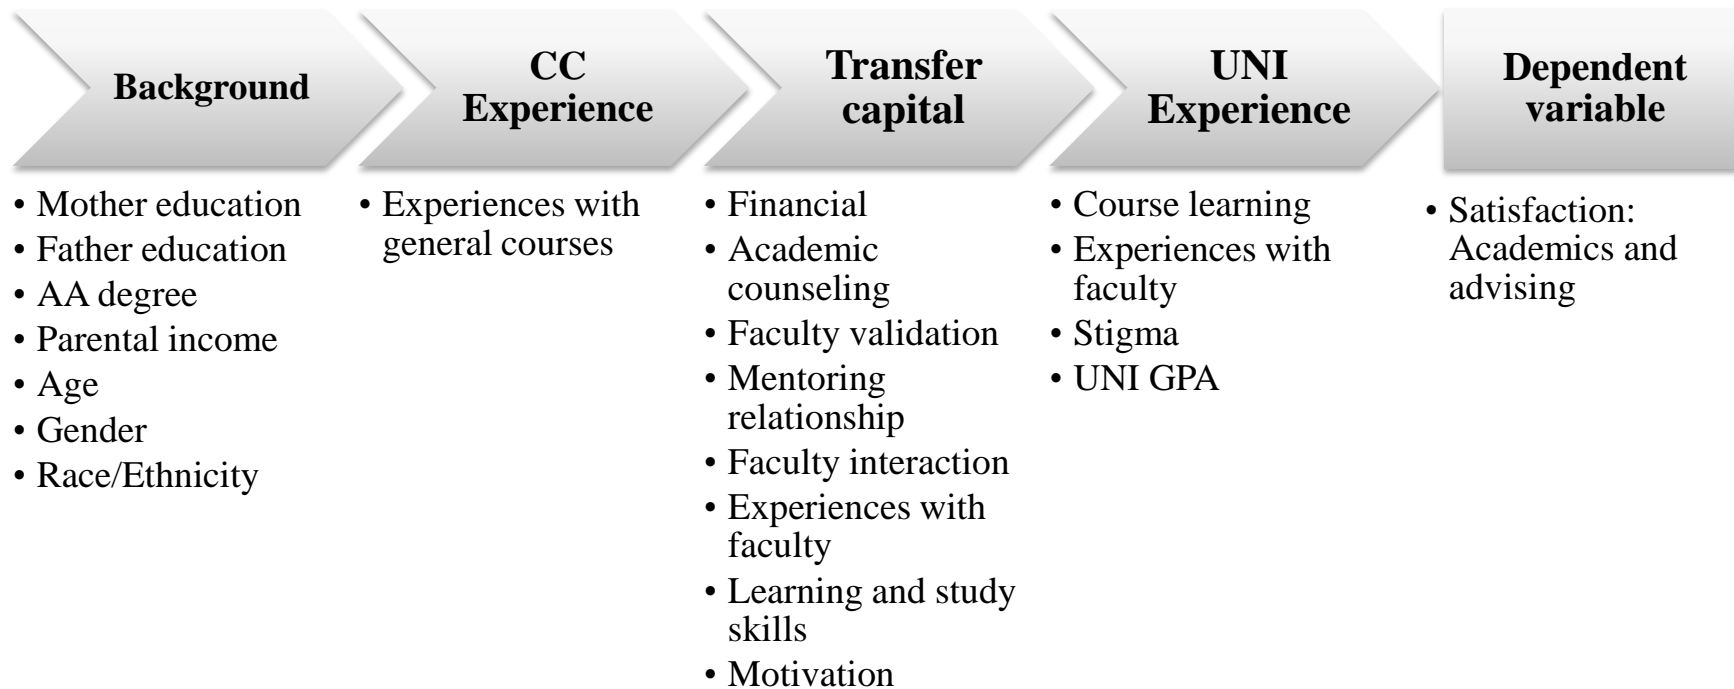 Background
CC
Experience
Transfer
capital
UNI
Experience
Dependent
variable
• Mother education
• Father education
• AA degree
• Parental income
• Age
• Gender
• Race/Ethnicity
• Experiences with
general courses
• Financial
• Academic
counseling
• Faculty validation
• Mentoring
relationship
• Faculty interaction
• Experiences with
faculty
• Learning and study
skills
• Motivation
• Course learning
• Experiences with
faculty
• Stigma
• UNI GPA
• Satisfaction:
Academics and
advising